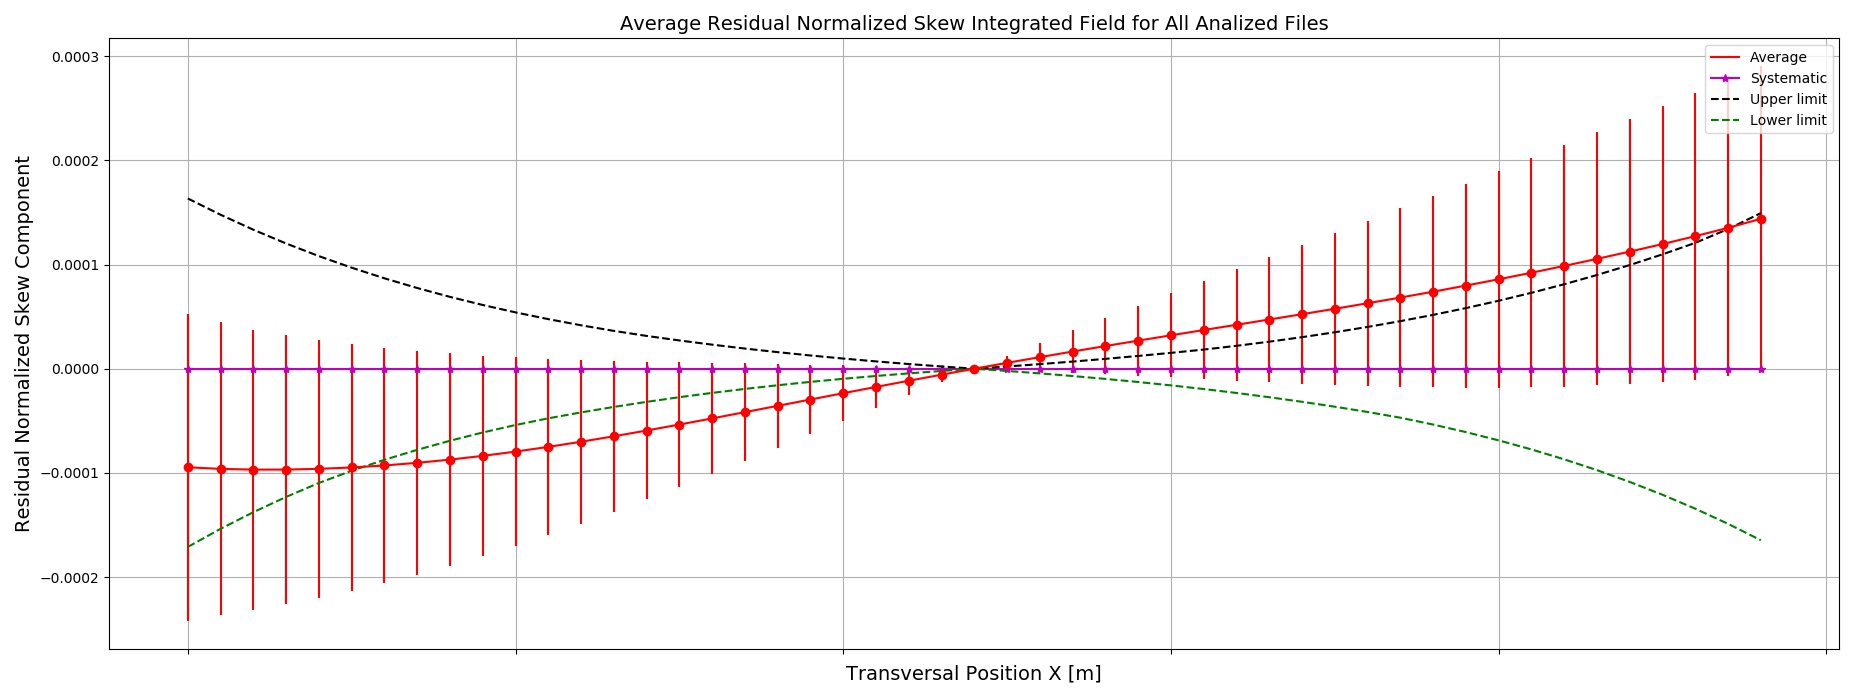 Average Residual Normalized Skew Integrated Field for All Analized Files
Residual Normalized Skew Component
0.0003
0.0002
0.0001
0.0000
−0.0001
−0.0002
Average
Systematic
Upper limit
Lower limit
Transversal Position X [m]